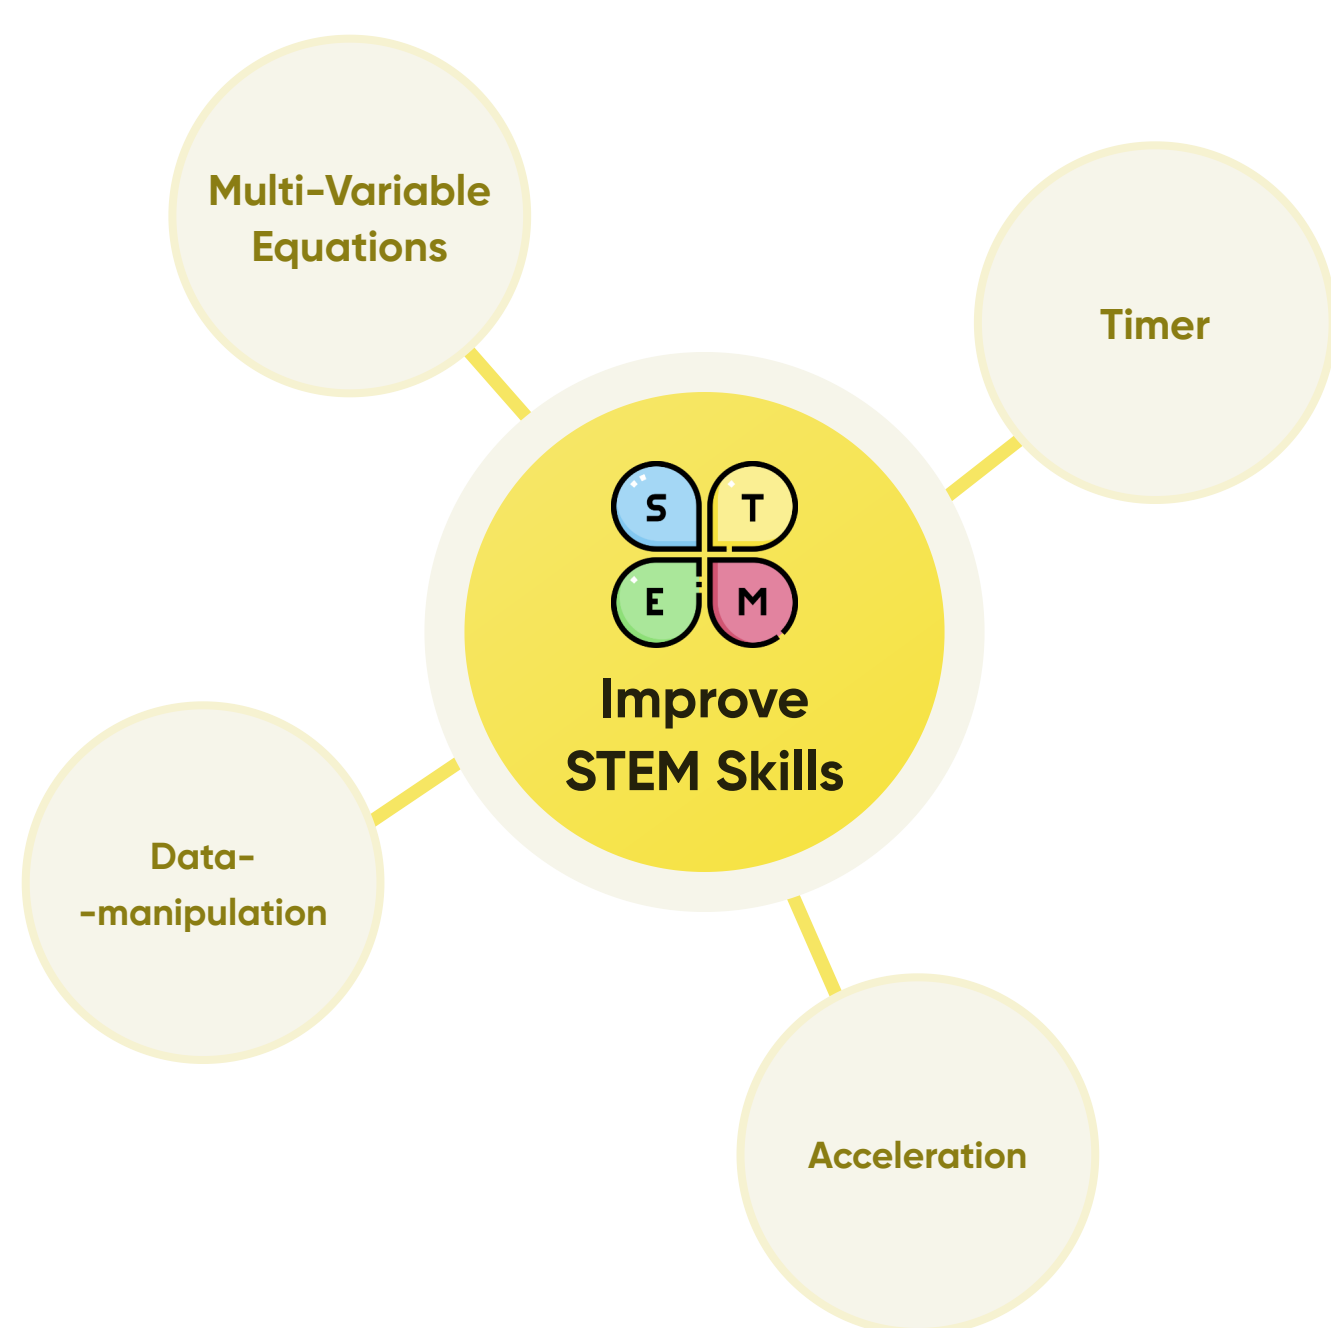 Multi-Variable
Equations
Timer
S T
E M
Improve
STEM Skills
Data-
-manipulation
Acceleration